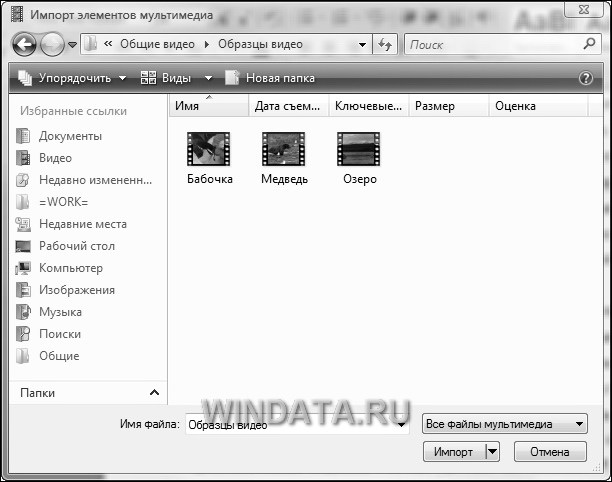 Импорт элементов мультимедиа
« Общие видео Образцы видео
Поиск
Упорядочить Виды Новая папка
Имя Дата съем... Ключевые... Размер Оценка
Избранные ссылки
Документы
Видео
Недавно измененн...
=WORK=
Недавние места
Рабочий стол
Компьютер
Изображения
Музыка
Поиски
Общие
Папки
Бабочка Медведь Озеро
WINDATA.RU
Имя файла: Образцы видео Все файлы мультимедиа
Импорт Отмена